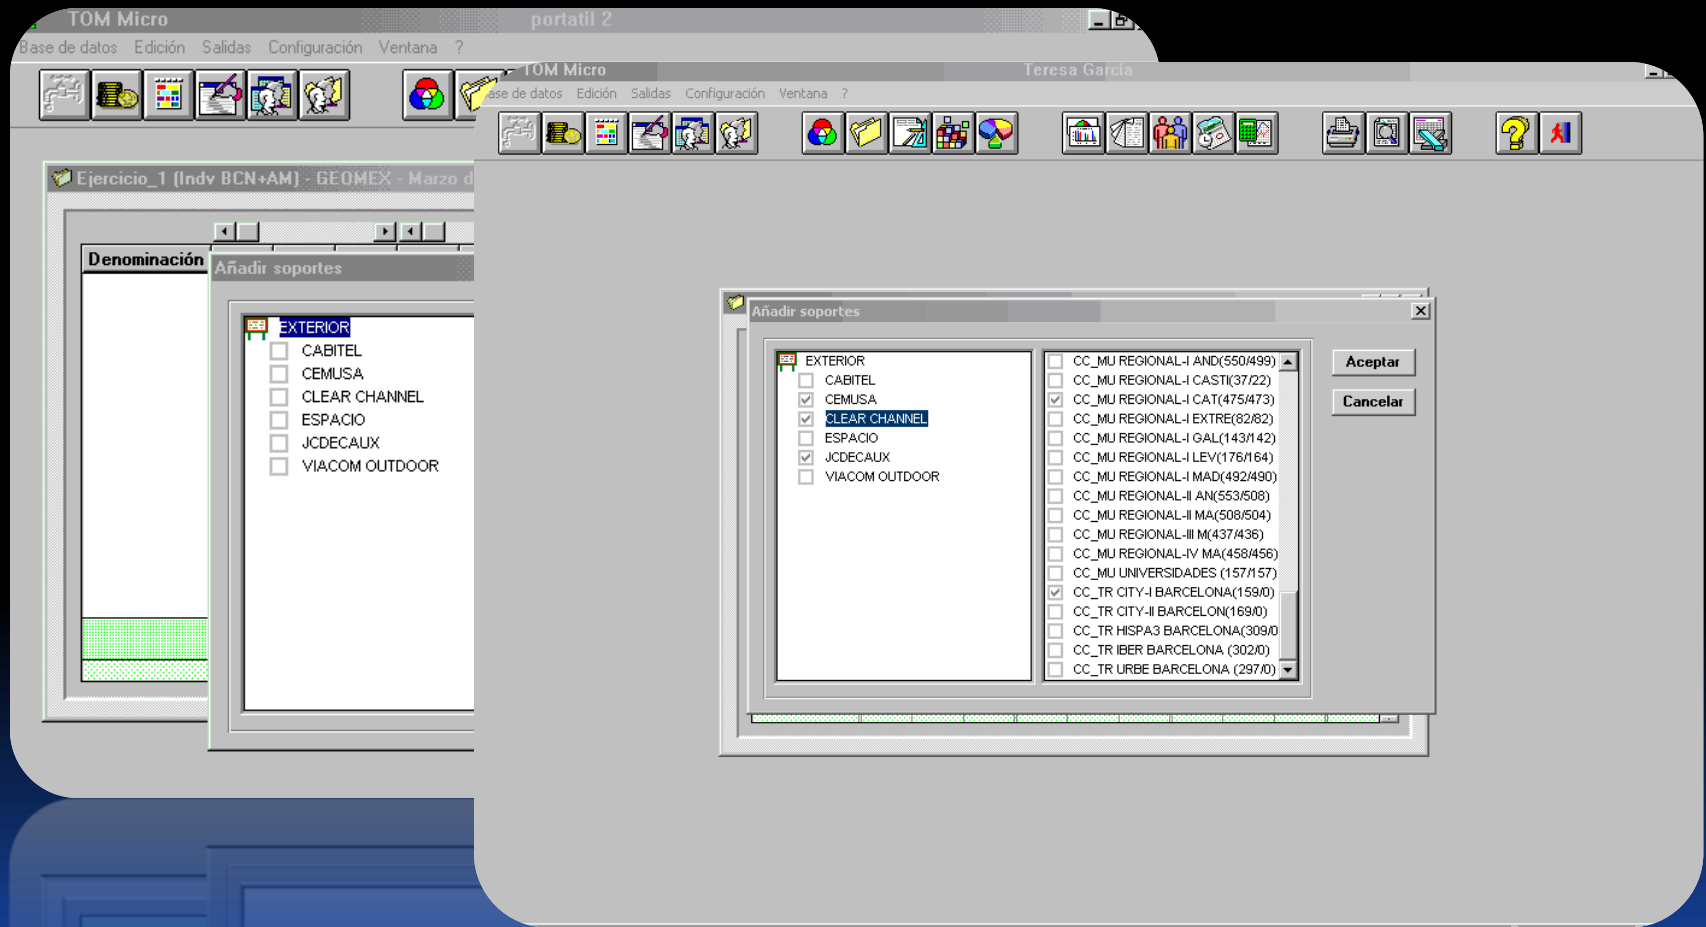 TOM Micro
portatil 2
Base de datos Edición Salidas Configuración Ventana ?
Ejercicio_1 (Indv BCN+AM) - GEOMEX - Marzo d
Denominación
Añadir soportes
EXTERIOR
CABITEL
CEMUSA
CLEAR CHANNEL
ESPACIO
JCDECAUX
VIACOM OUTDOOR
TOM Micro
Teresa Garcia
ase de datos Edición Salidas Configuración Ventana ?
Añadir soportes
EXTERIOR
CABITEL
CEMUSA
CLEAR CHANNEL
ESPACIO
JCDECAUX
VIACOM OUTDOOR
CC_MU REGIONAL-I AND(550/499)
CC_MU REGIONAL-I CASTI(37/22)
CC_MU REGIONAL-I CAT(475/473)
CC_MU REGIONAL-I EXTRE(82/82)
CC_MU REGIONAL-I GAL(143/142)
CC_MU REGIONAL-I LEV(176/164)
CC_MU REGIONAL-I MAD(492/490)
CC_MU REGIONAL-II AN(553/508)
CC_MU REGIONAL-II MA(508/504)
CC_MU REGIONAL-III M(437/436)
CC_MU REGIONAL-IV MA(458/456)
CC_MU UNIVERSIDADES (157/157)
CC_TR CITY-I BARCELONA(159/0)
CC_TR CITY-II BARCELON(169/0)
CC_TR HISPA3 BARCELONA(309/0
CC_TR IBER BARCELONA (302/0)
CC_TR URBE BARCELONA (297/0)
Aceptar
Cancelar